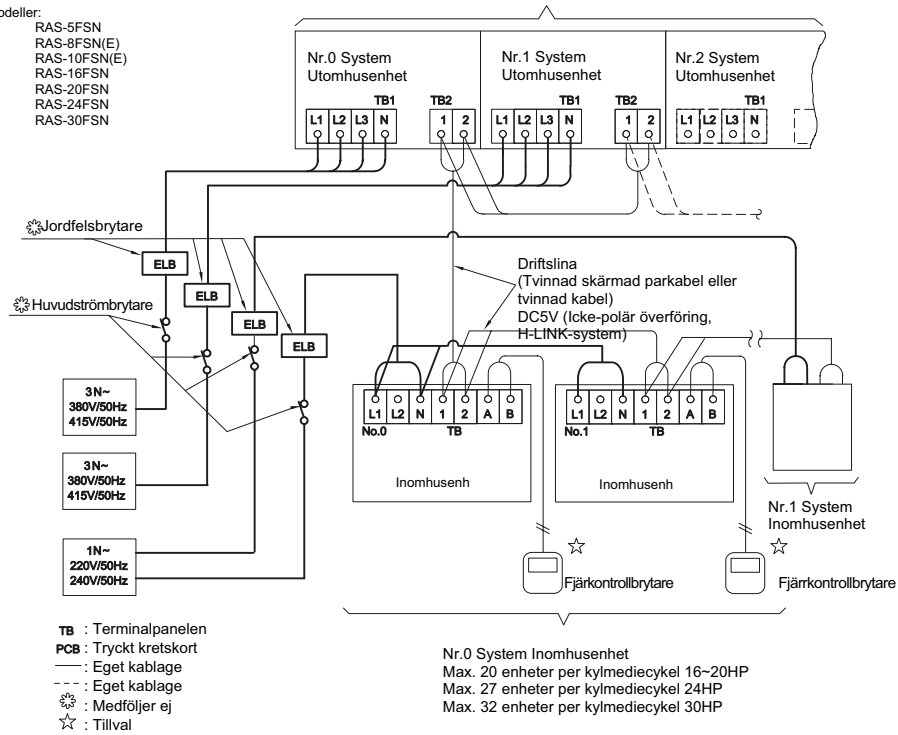 odeller:
RAS-5FSN
RAS-8FSN(E)
RAS-10FSN(E)
RAS-16FSN
RAS-20FSN
RAS-24FSN
RAS-30FSN
Nr.0 System
Utomhusenhet
TB1
TB2
L1 L2 L3 N
1 2
Nr.1 System
Utomhusenhet
TB1
TB2
L1 L2 L3 N
1 2
Nr.2 System
Utomhusenhet
TB1
L1 L2 L3 N
Jordfelsbrytare
ELB
ELB
ELB
ELB
Huvudströmbrytare
3N~
380V/50Hz
415V/50Hz
3N~
380V/50Hz
415V/50Hz
1N~
220V/50Hz
240V/50Hz
Driftslina
(Tvinnad skärmad parkabel eller
tvinnad kabel)
DC5V (Icke-polär överföring,
H-LINK-system)
L1 L2 N 1 2 A B
No.0 TB
Inomhusenh
L1 L2 N 1 2 A B
No.1 TB
Inomhusenh
Nr.1 System
Inomhusenhet
Fjärkontrollbrytare
Fjärrkontrollbrytare
TB : Terminalpanelen
PCB : Tryckt kretskort
: Eget kablage
: Eget kablage
: Medföljer ej
: Tillval
Nr.0 System Inomhusenhet
Max. 20 enheter per kylmediecykel 16~20HP
Max. 27 enheter per kylmediecykel 24HP
Max. 32 enheter per kylmediecykel 30HP